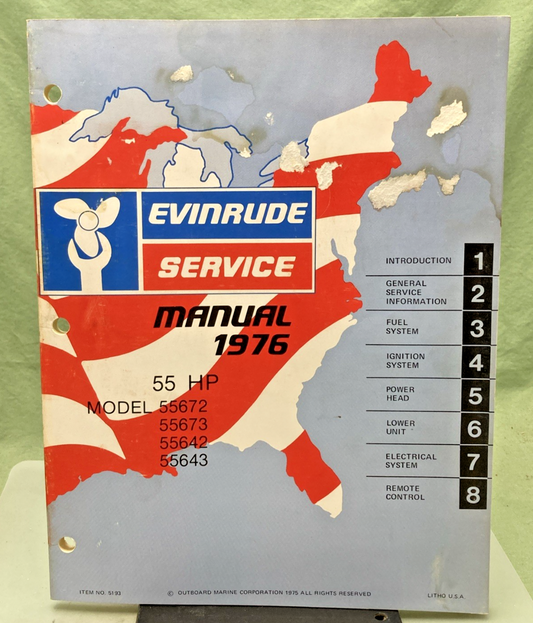 EVINRUDE
SERVICE
MANUAL
1976
55 HP
MODEL 55672
55673
55642
55643
INTRODUCTION 1
GENERAL
SERVICE
INFORMATION 2
FUEL
SYSTEM 3
IGNITION
SYSTEM 4
POWER
HEAD 5
LOWER
UNIT 6
ELECTRICAL
SYSTEM 7
REMOTE
CONTROL 8
ITEM NO. 5193
© OUTBOARD MARINE CORPORATION 1975 ALL RIGHTS RESERVED
LITHO U.S.A.